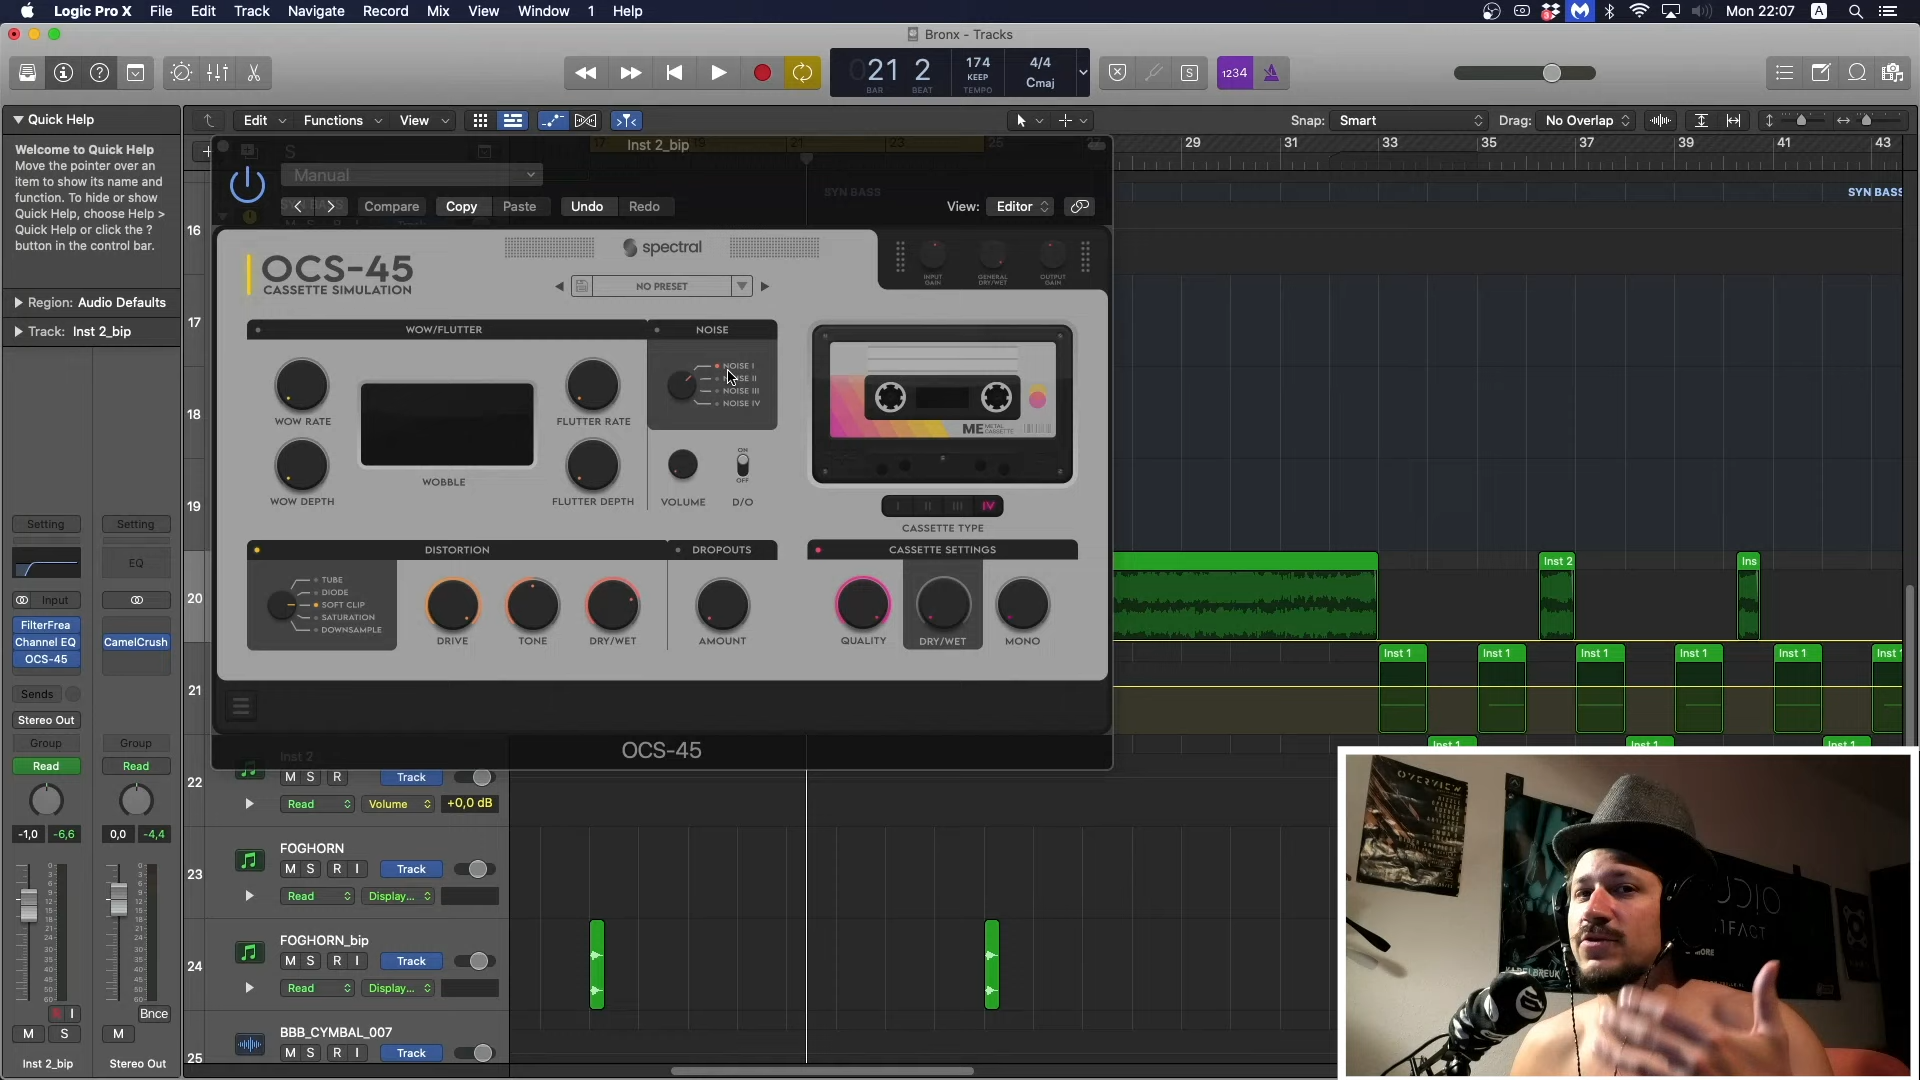 Logic Pro X File Edit Track Navigate Record Mix View Window 1 Help
Mon 22:07 A
Bronx - Tracks
021 2
BAR BEAT
174
KEEP
TEMPO
4/4
Cmaj
S
1234
Quick Help
Edit Functions View
Snap: Smart
Drag: No Overlap
Welcome to Quick Help
Move the pointer over an
item to show its name and
function. To hide or show
Quick Help, choose Help >
Quick Help or click the ?
button in the control bar.
Region: Audio Defaults
Track: Inst 2_bip
17 19 21 23 25
29 31 33 35 37 39 41 43
SYN BASS
SYN BASS
Inst 2_bip
Manual
Compare Copy Paste Undo Redo
View: Editor
spectral
OCS-45
CASSETTE SIMULATION
NO PRESET
INPUT
GAIN
GENERAL
DRY/WET
OUTPUT
GAIN
WOW/FLUTTER
NOISE
NOISE I
NOISE III
NOISE IV
WOW RATE
FLUTTER RATE
WOW DEPTH
WOBBLE
FLUTTER DEPTH
ON
OFF
VOLUME
D/O
ME METAL
CASSETTE
I II III IV
CASSETTE TYPE
DISTORTION
DROPOUTS
CASSETTE SETTINGS
TUBE
DIODE
SOFT CLIP
SATURATION
DOWNSAMPLE
DRIVE
TONE
DRY/WET
AMOUNT
QUALITY
DRY/WET
MONO
OCS-45
16
17
18
19
20
21
22
23
24
25
Inst 2
Ins
Inst 1 Inst 1 Inst 1 Inst 1 Inst 1 Inst
Inst 1 Inst 1 Inst 1
Setting Setting
EQ
Input
FilterFrea
Channel EQ
OCS-45
CamelCrush
Sends
Stereo Out
Group Group
Read Read
-1,0 -6,6 0,0 -4,4
R I Bnce
M S M
Inst 2_bip Stereo Out
Inst 2
M S R Track
Read Volume +0,0 dB
FOGHORN
M S R I Track
Read Display...
FOGHORN_bip
M S R I Track
Read Display...
BBB_CYMBAL_007
M S R I Track